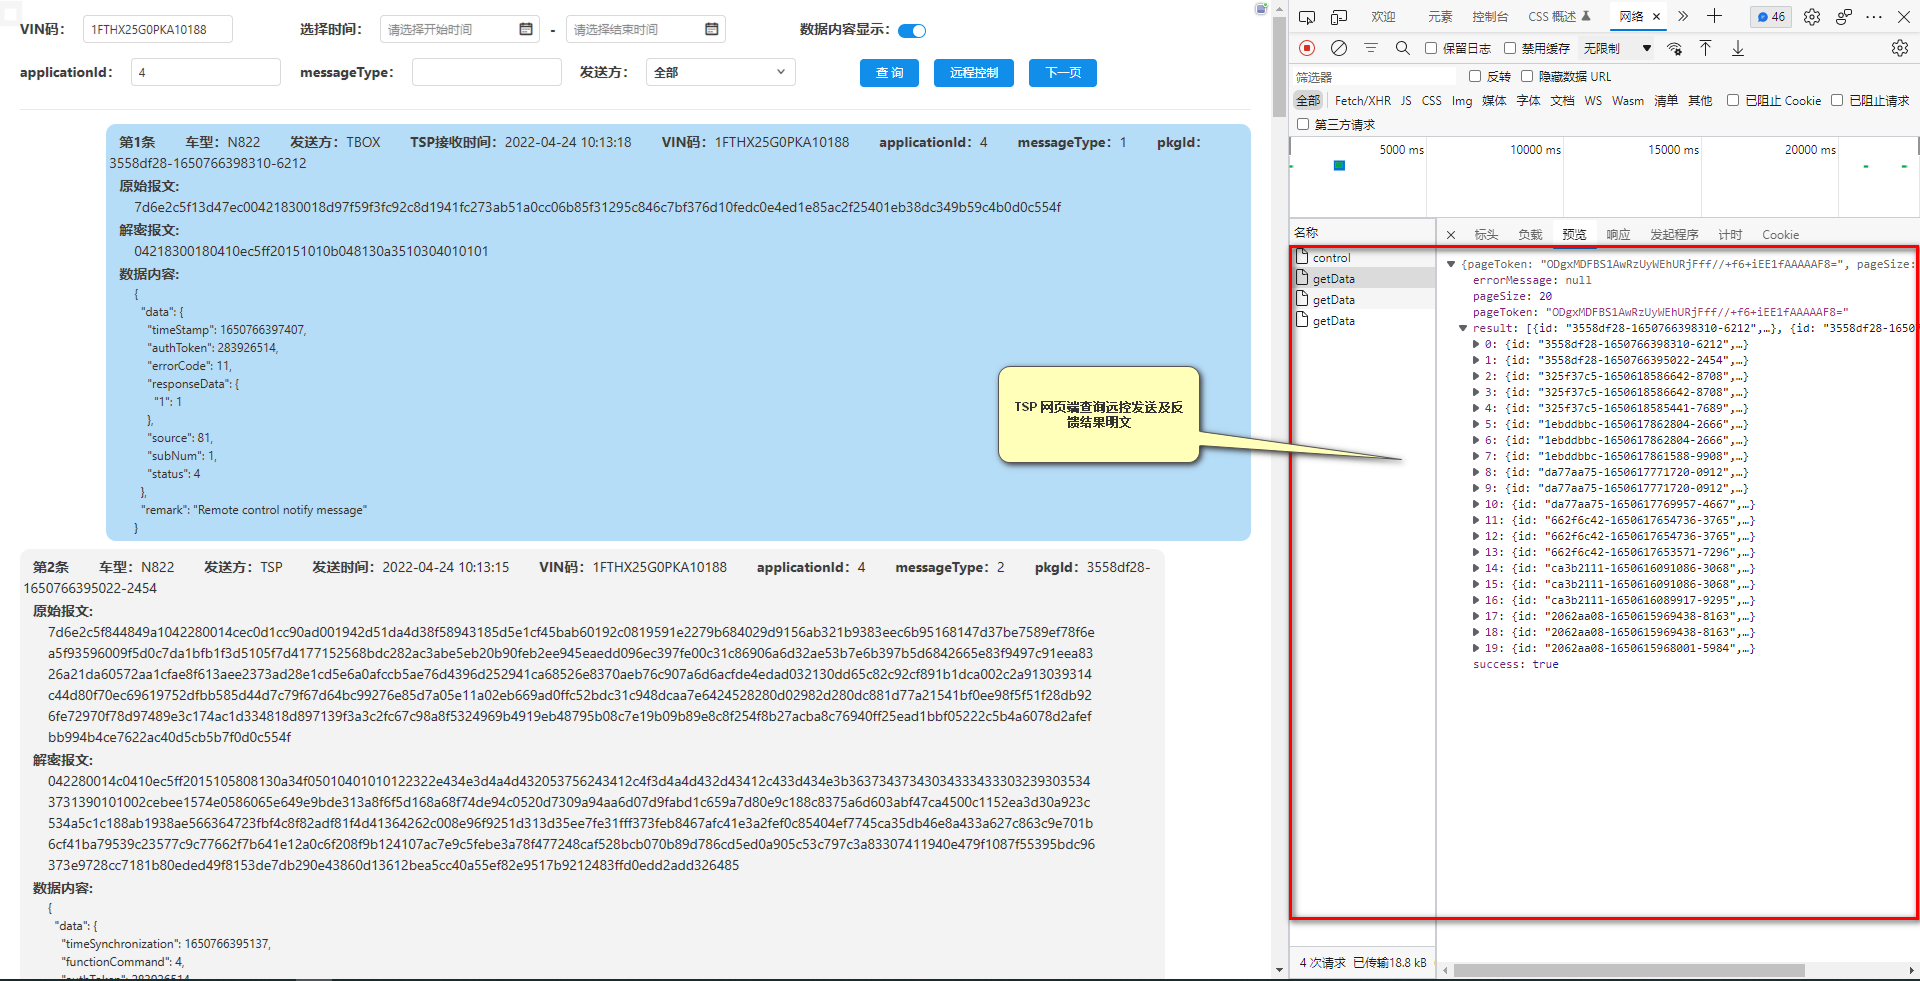 VIN码： 1FTHX25G0PKA10188 选择时间： 请选择开始时间 - 请选择结束时间 数据内容显示：
applicationId： 4 messageType： 发送方： 全部 查 询 远程控制 下一页
第1条 车型：N822 发送方：TBOX TSP接收时间：2022-04-24 10:13:18 VIN码：1FTHX25G0PKA10188 applicationId：4 messageType：1 pkgId：
3558df28-1650766398310-6212
原始报文:
7d6e2c5f13d47ec00421830018d97f59f3fc92c8d1941fc273ab51a0cc06b85f31295c846c7bf376d10fedc0e4ed1e85ac2f25401eb38dc349b59c4b0d0c554f
解密报文:
04218300180410ec5ff20151010b048130a3510304010101
数据内容:
{
"data": {
"timeStamp": 1650766397407,
"authToken": 283926514,
"errorCode": 11,
"responseData": {
"1": 1
},
"source": 81,
"subNum": 1,
"status": 4
},
"remark": "Remote control notify message"
}
第2条 车型：N822 发送方：TSP 发送时间：2022-04-24 10:13:15 VIN码：1FTHX25G0PKA10188 applicationId：4 messageType：2 pkgId：3558df28-
1650766395022-2454
原始报文:
7d6e2c5f844849a1042280014cec0d1cc90ad001942d51da4d38f58943185d5e1cf45bab60192c0819591e2279b684029d9156ab321b9383eec6b95168147d37be7589ef78f6e
a5f93596009f5d0c7da1bfb1f3d5105f7d4177152568bdc282ac3abe5eb20b90feb2ee945eaedd096ec397fe00c31c86906a6d32ae53b7e6b397b5d6842665e83f9497c91eea83
26a21da60572aa1cfae8f613aee2373ad28e1cd5e6a0afccb5ae76d4396d252941ca68526e8370aeb76c907a6d6acfde4edad032130dd65c82c92cf891b1dca002c2a913039314
c44d80f70ec69619752dfbb585d44d7c79f67d64bc99276e85d7a05e11a02eb669ad0ffc52bdc31c948dcaa7e6424528280d02982d280dc881d77a21541bf0ee98f5f51f28db92
6fe72970f78d97489e3c174ac1d334818d897139f3a3c2fc67c98a8f5324969b4919eb48795b08c7e19b09b89e8c8f254f8b27acba8c76940ff25ead1bbf05222c5b4a6078d2afef
bb994b4ce7622ac40d5cb5b7f0d0c554f
解密报文:
042280014c0410ec5ff2015105808130a34f05010401010122322e434e3d4a4d432053756243412c4f3d4a4d432d43412c433d434e3b36373437343034333433303239303534
3731390101002cebee1574e0586065e649e9bde313a8f6f5d168a68f74de94c0520d7309a94aa6d07d9fabd1c659a7d80e9c188c8375a6d603abf47ca4500c1152ea3d30a923c
534a5c1c188ab1938ae566364723fbf4c8f82adf81f4d41364262c008e96f9251d313d35ee7fe31fff373feb8467afc41e3a2fef0c85404ef7745ca35db46e8a433a627c863c9e701b
6cf41ba79539c23577c9c77662f7b641e12a0c6f208f9b124107ac7e9c5febe3a78f477248caf528bcb070b89d786cd5ed0a905c53c797c3a83307411940e479f1087f55395bdc96
373e9728cc7181b80eded49f8153de7db290e43860d13612bea5cc40a55ef82e9517b9212483ffd0edd2add326485
数据内容:
{
"data": {
"timeSynchronization": 1650766395137,
"functionCommand": 4,
"authToken": 283926514
TSP 网页端查询远控发送及反
馈结果明文
欢迎 元素 控制台 CSS 概述 网络 46
保留日志 禁用缓存 无限制
筛选器 反转 隐藏数据 URL
全部 Fetch/XHR JS CSS Img 媒体 字体 文档 WS Wasm 清单 其他 已阻止 Cookie 已阻止请求
第三方请求
5000 ms 10000 ms 15000 ms 20000 ms
名称 标头 负载 预览 响应 发起程序 计时 Cookie
control
getData
getData
getData
{pageToken: "ODgxMDFBS1AwRzUyWEhURjFff//+f6+iEE1fAAAAAF8=", pageSize:
errorMessage: null
pageSize: 20
pageToken: "ODgxMDFBS1AwRzUyWEhURjFff//+f6+iEE1fAAAAAF8="
result: [{id: "3558df28-1650766398310-6212",…}, {id: "3558df28-1650
0: {id: "3558df28-1650766398310-6212",…}
1: {id: "3558df28-1650766395022-2454",…}
2: {id: "325f37c5-1650618586642-8708",…}
3: {id: "325f37c5-1650618586642-8708",…}
4: {id: "325f37c5-1650618585441-7689",…}
5: {id: "1ebddbbc-1650617862804-2666",…}
6: {id: "1ebddbbc-1650617862804-2666",…}
7: {id: "1ebddbbc-1650617861588-9908",…}
8: {id: "da77aa75-1650617771720-0912",…}
9: {id: "da77aa75-1650617771720-0912",…}
10: {id: "da77aa75-1650617769957-4667",…}
11: {id: "662f6c42-1650617654736-3765",…}
12: {id: "662f6c42-1650617654736-3765",…}
13: {id: "662f6c42-1650617653571-7296",…}
14: {id: "ca3b2111-1650616091086-3068",…}
15: {id: "ca3b2111-1650616091086-3068",…}
16: {id: "ca3b2111-1650616089917-9295",…}
17: {id: "2062aa08-1650615969438-8163",…}
18: {id: "2062aa08-1650615969438-8163",…}
19: {id: "2062aa08-1650615968001-5984",…}
success: true
4 次请求 已传输18.8 kB